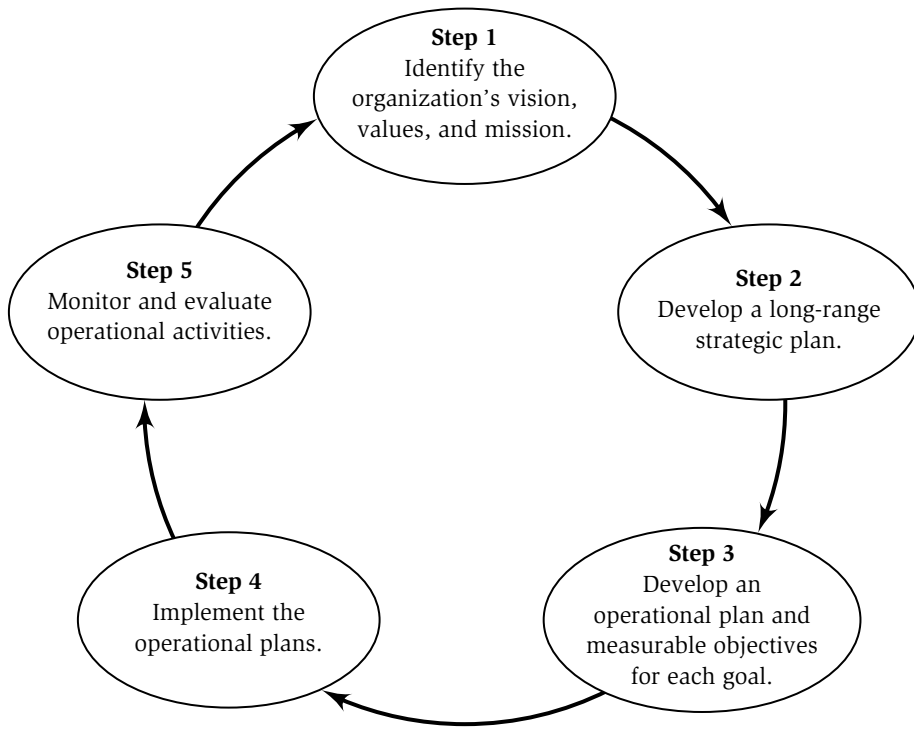 Step 1
Identify the
organization’s vision,
values, and mission.
Step 2
Develop a long-range
strategic plan.
Step 3
Develop an
operational plan and
measurable objectives
for each goal.
Step 4
Implement the
operational plans.
Step 5
Monitor and evaluate
operational activities.